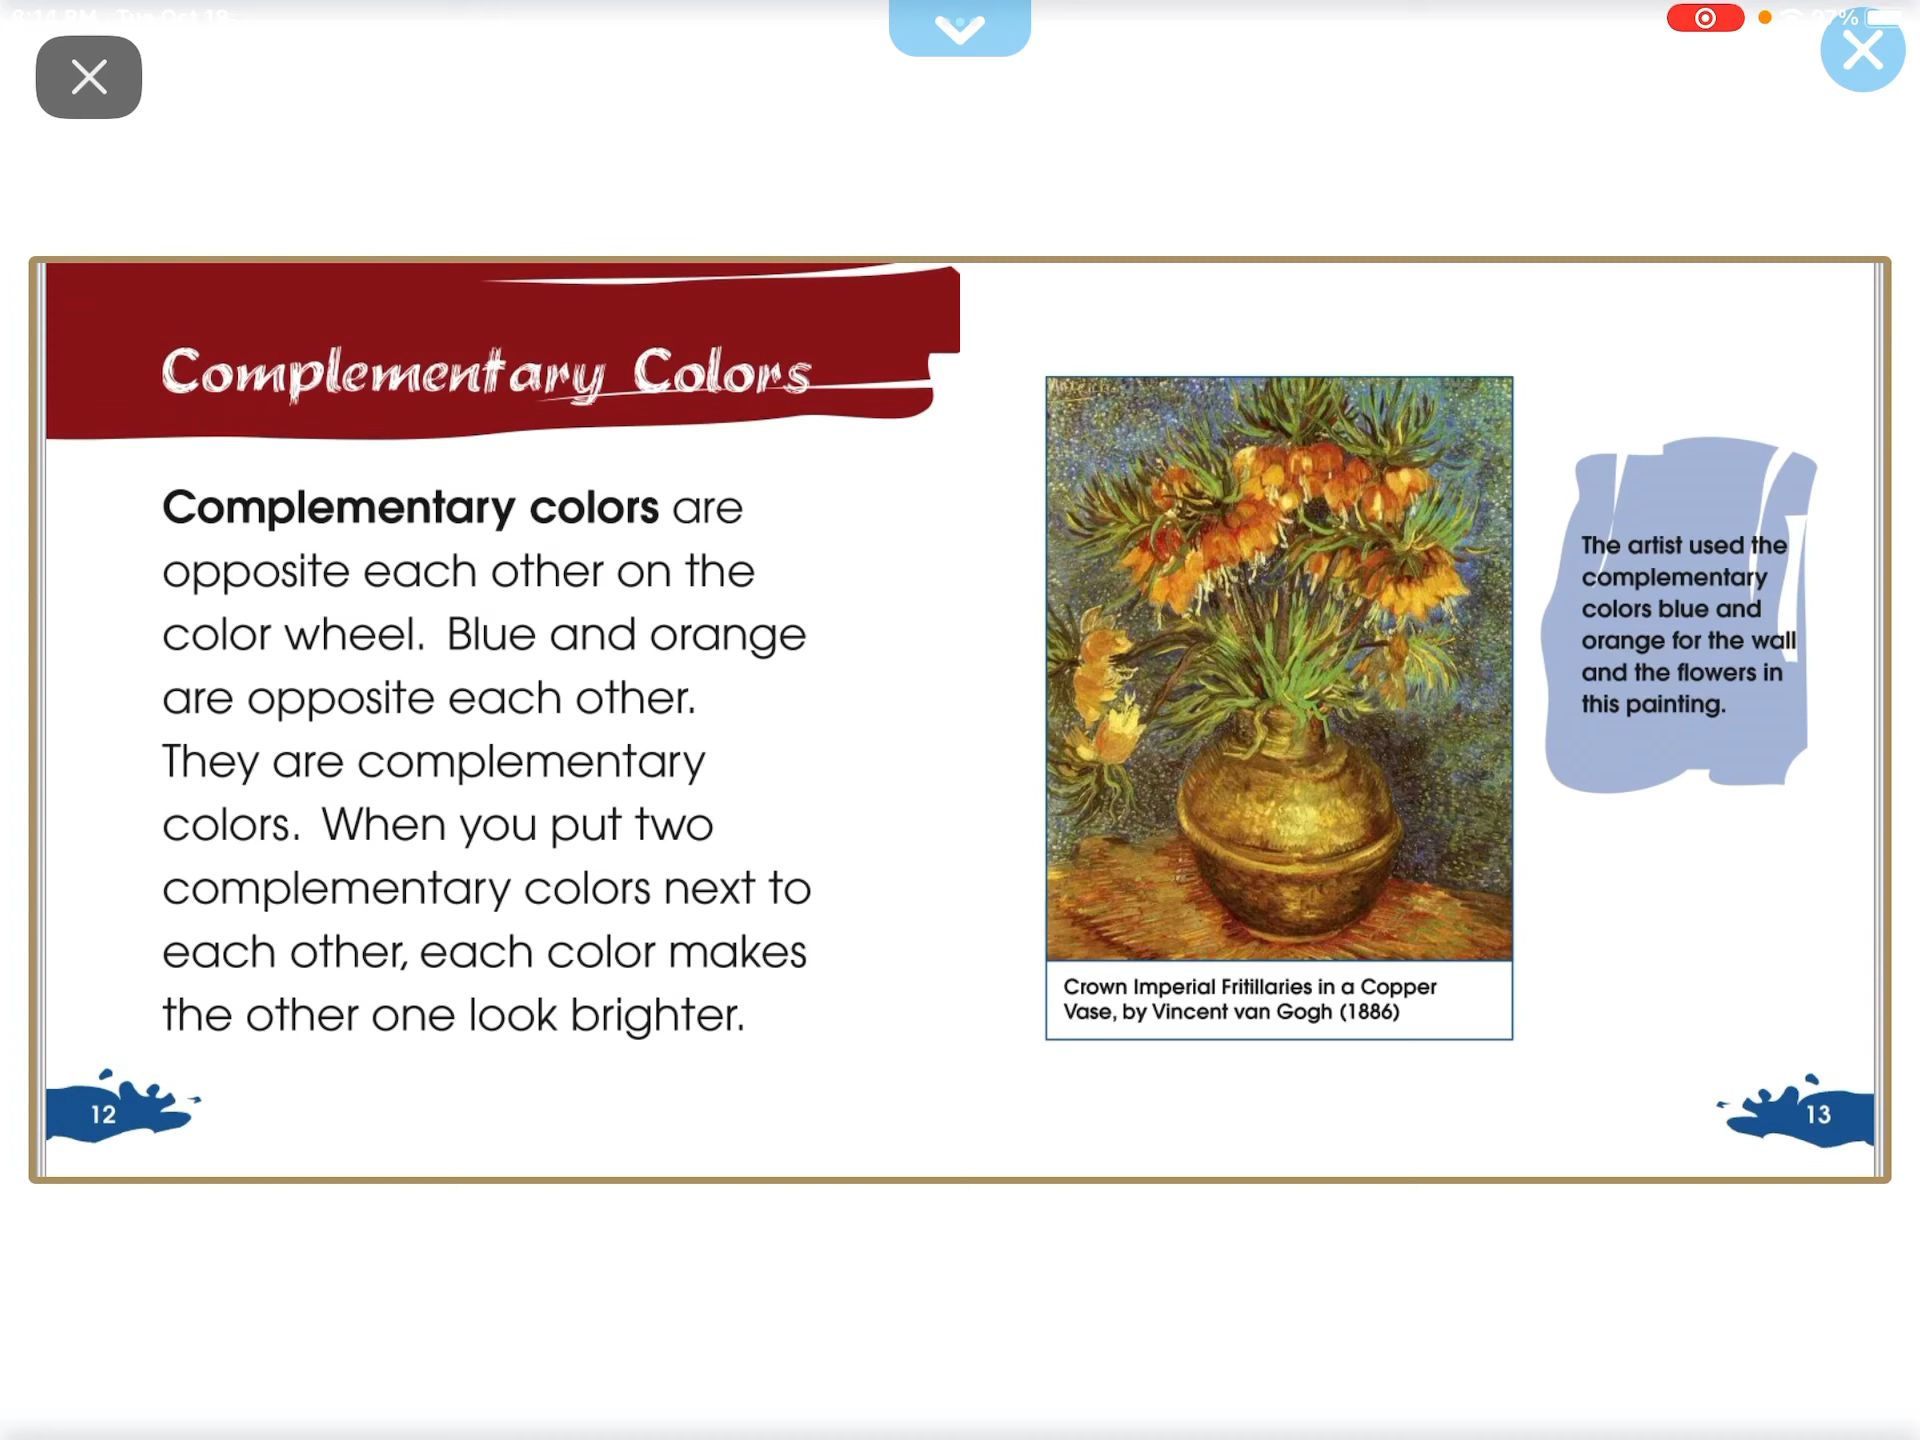 Complementary Colors
Complementary colors are
opposite each other on the
color wheel. Blue and orange
are opposite each other.
They are complementary
colors. When you put two
complementary colors next to
each other, each color makes
the other one look brighter.
12
Crown Imperial Fritillaries in a Copper
Vase, by Vincent van Gogh (1886)
The artist used the
complementary
colors blue and
orange for the wall
and the flowers in
this painting.
13